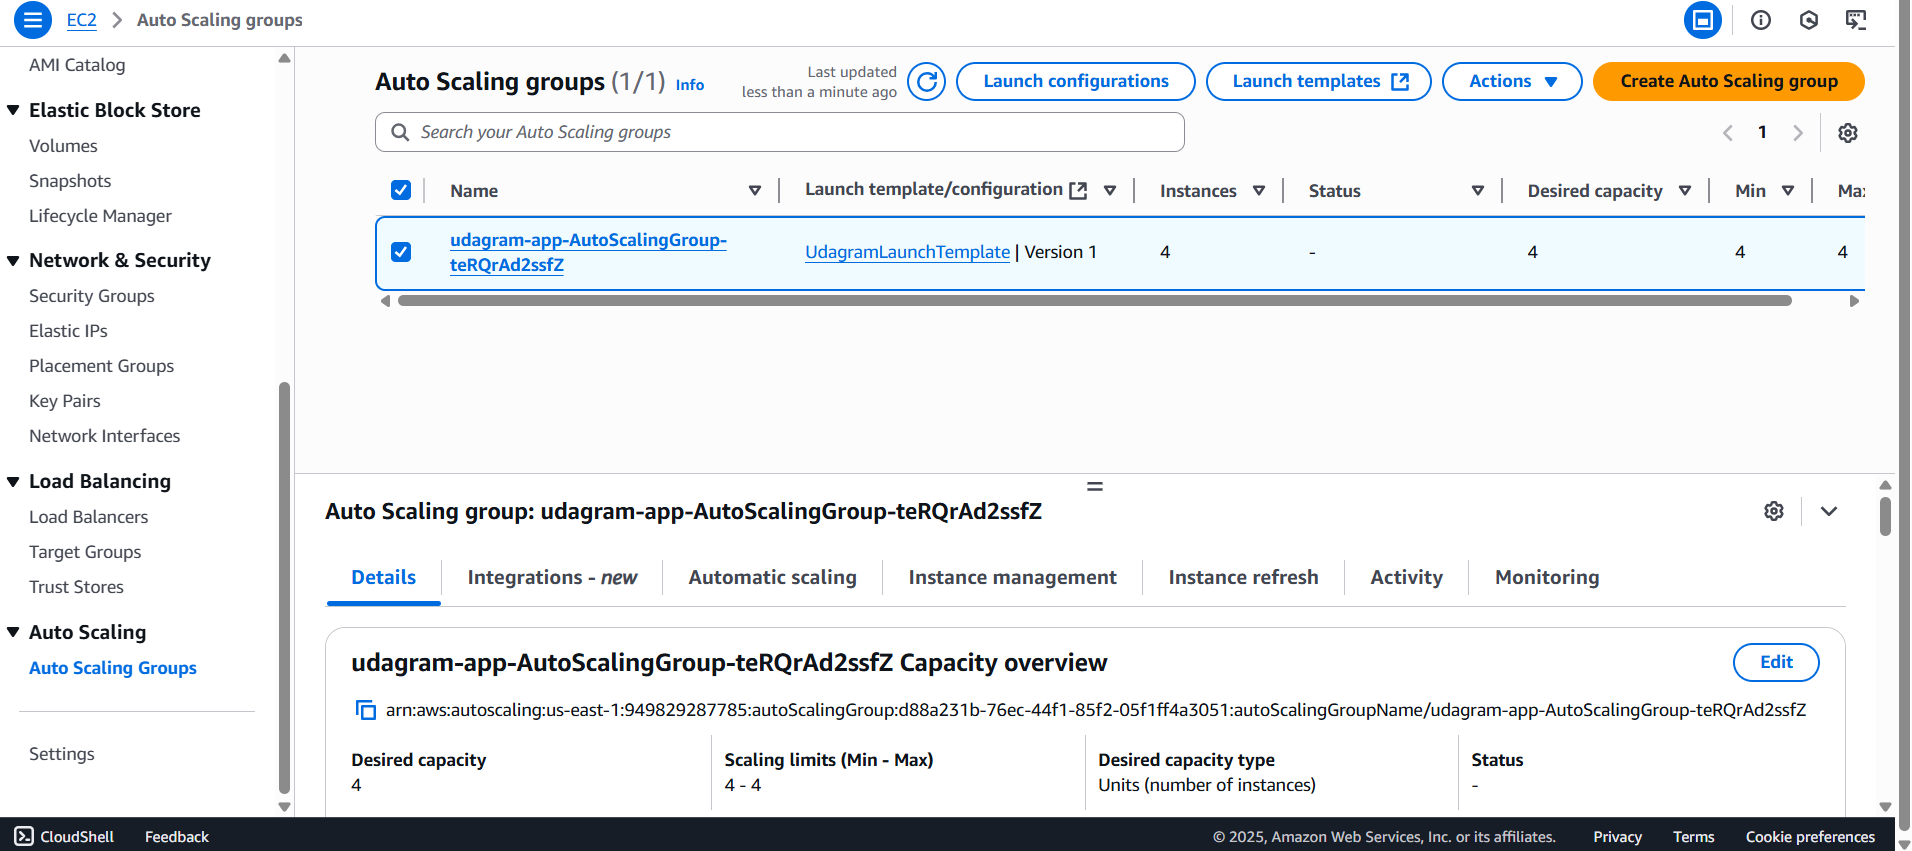 EC2 > Auto Scaling groups
AMI Catalog
Elastic Block Store
Volumes
Snapshots
Lifecycle Manager
Network & Security
Security Groups
Elastic IPs
Placement Groups
Key Pairs
Network Interfaces
Load Balancing
Load Balancers
Target Groups
Trust Stores
Auto Scaling
Auto Scaling Groups
Settings
Auto Scaling groups (1/1) Info
Last updated
less than a minute ago
Launch configurations
Launch templates
Actions
Create Auto Scaling group
Search your Auto Scaling groups
1
Name Launch template/configuration Instances Status Desired capacity Min Max
udagram-app-AutoScalingGroup-
teRQrAd2ssfZ
UdagramLaunchTemplate | Version 1 4 - 4 4 4
Auto Scaling group: udagram-app-AutoScalingGroup-teRQrAd2ssfZ
Details Integrations - new Automatic scaling Instance management Instance refresh Activity Monitoring
udagram-app-AutoScalingGroup-teRQrAd2ssfZ Capacity overview
Edit
arn:aws:autoscaling:us-east-1:949829287785:autoScalingGroup:d88a231b-76ec-44f1-85f2-05f1ff4a3051:autoScalingGroupName/udagram-app-AutoScalingGroup-teRQrAd2ssfZ
Desired capacity Scaling limits (Min - Max) Desired capacity type Status
4 4 - 4 Units (number of instances) -
CloudShell Feedback © 2025, Amazon Web Services, Inc. or its affiliates. Privacy Terms Cookie preferences